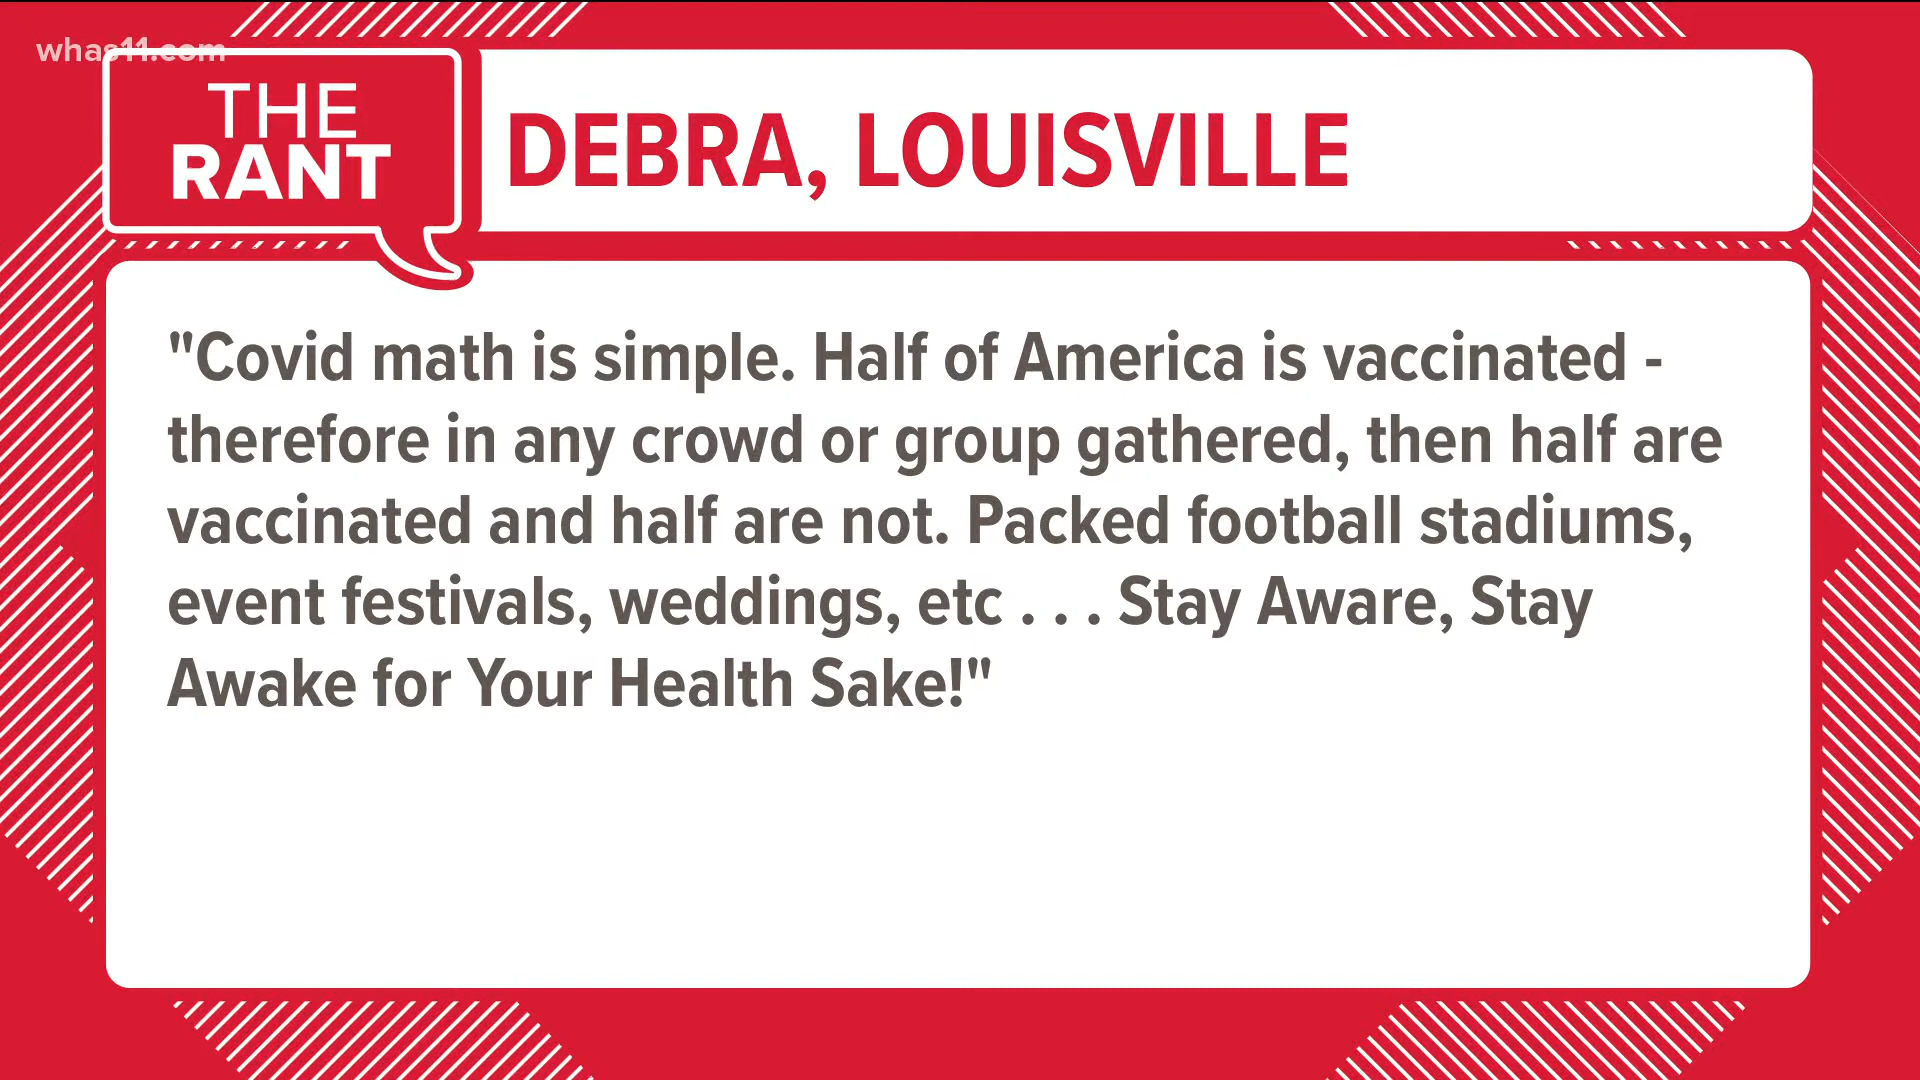 whas11.com
THE
RANT
DEBRA, LOUISVILLE
"Covid math is simple. Half of America is vaccinated -
therefore in any crowd or group gathered, then half are
vaccinated and half are not. Packed football stadiums,
event festivals, weddings, etc . . . Stay Aware, Stay
Awake for Your Health Sake!"